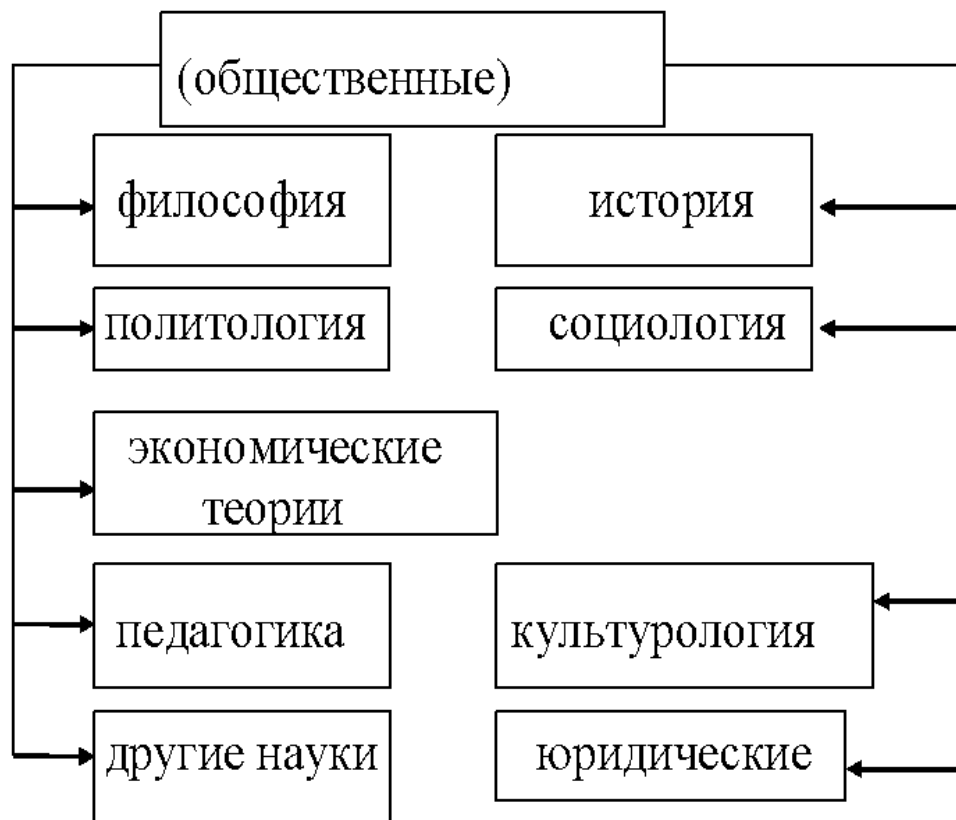 (общественные)
философия
история
политология
социология
экономические
теории
педагогика
культурология
другие науки
юридические